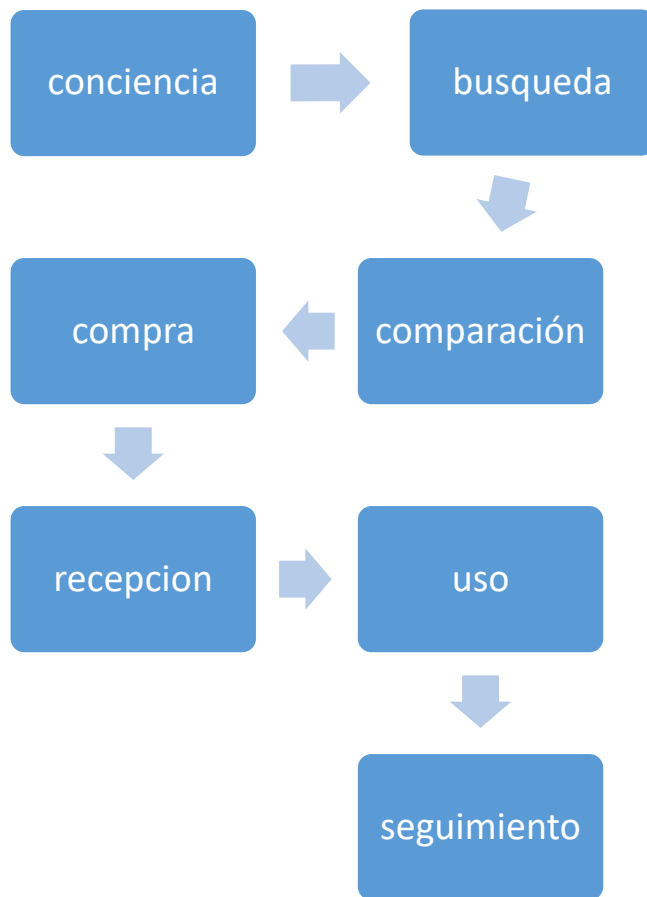 conciencia
busqueda
comparación
compra
recepcion
uso
seguimiento